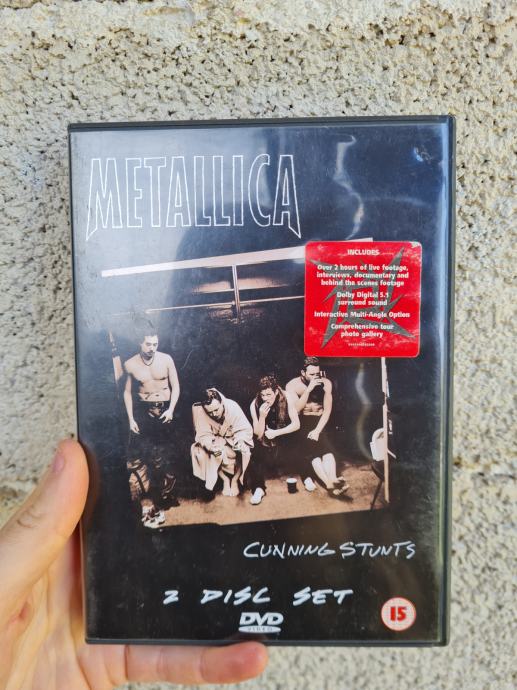 METALLICA
INCLUDES
Over 2 hours of live footage,
interviews, documentary and
behind the scenes footage
Dolby Digital 5.1
surround sound
Interactive Multi-Angle Option
Comprehensive tour
photo gallery
CUNNING STUNTS
2 DISC SET
DVD
VIDEO
15